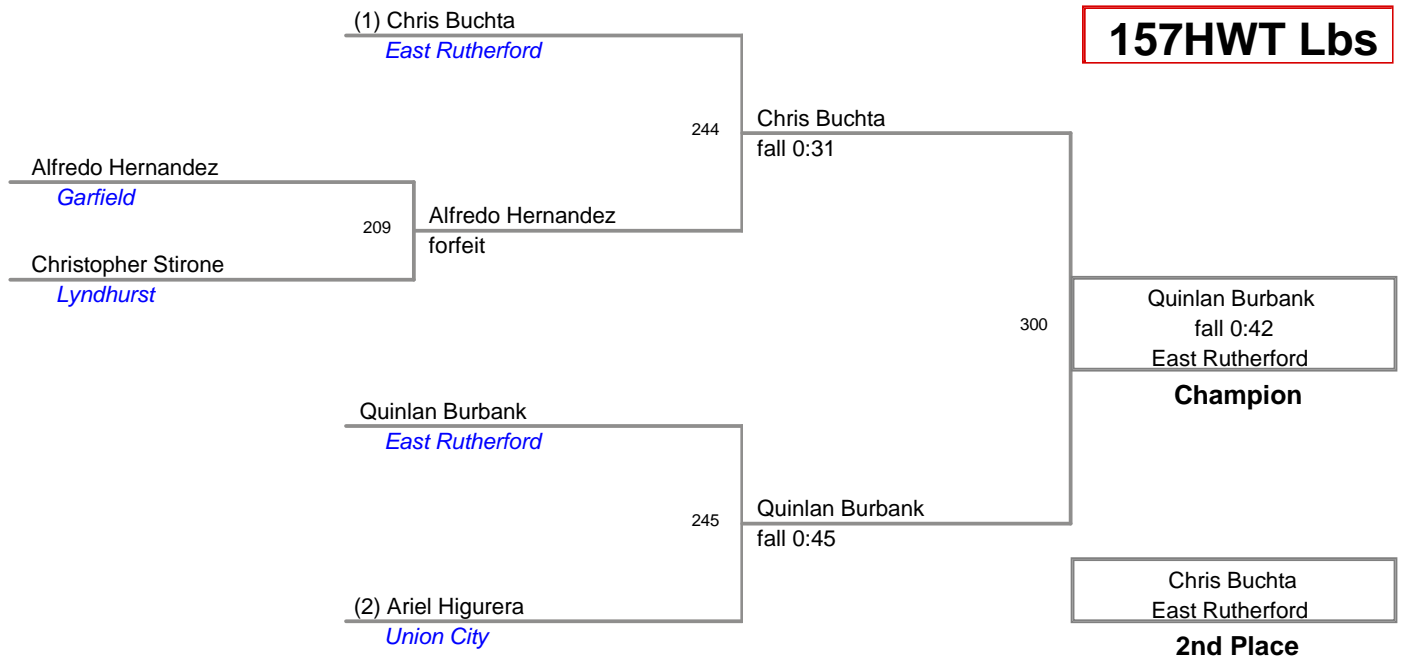 (1) Chris Buchta
East Rutherford
157HWT Lbs
244
Chris Buchta
fall 0:31
Alfredo Hernandez
Garfield
209
Alfredo Hernandez
forfeit
Christopher Stirone
Lyndhurst
300
Quinlan Burbank
fall 0:42
East Rutherford
Champion
Quinlan Burbank
East Rutherford
245
Quinlan Burbank
fall 0:45
(2) Ariel Higurera
Union City
Chris Buchta
East Rutherford
2nd Place